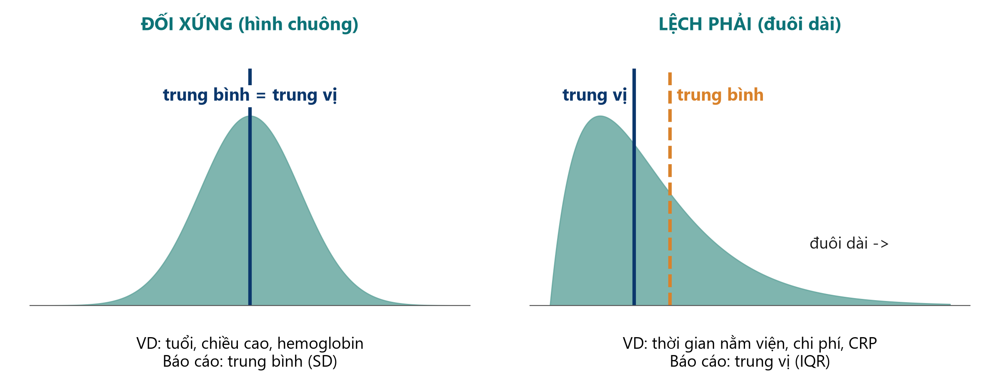 ĐỐI XỨNG (hình chuông)
trung bình = trung vị
VD: tuổi, chiều cao, hemoglobin
Báo cáo: trung bình (SD)
LỆCH PHẢI (đuôi dài)
trung vị
trung bình
đuôi dài ->
VD: thời gian nằm viện, chi phí, CRP
Báo cáo: trung vị (IQR)